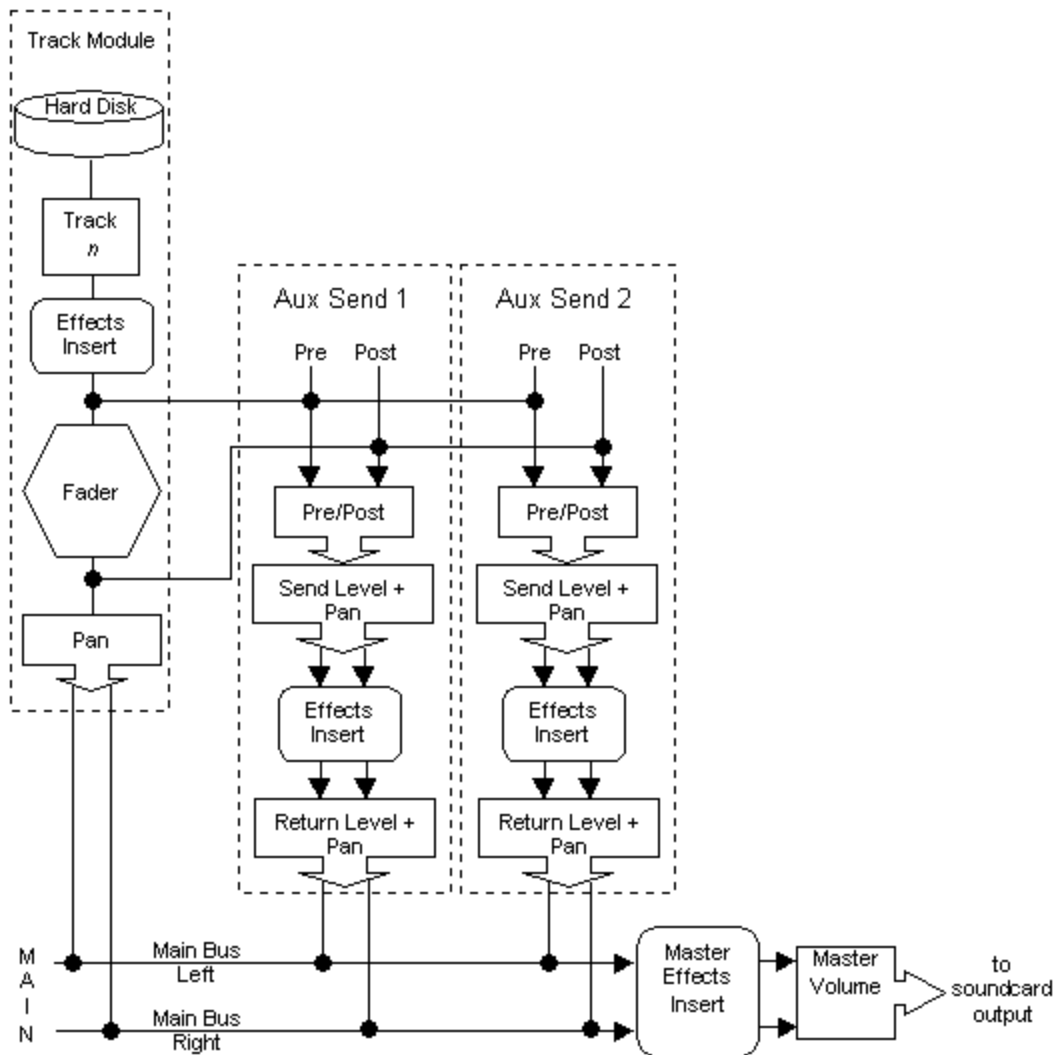 Track Module
Hard Disk
Track
n
Effects
Insert
Fader
Pan
Aux Send 1
Pre Post
Pre/Post
Send Level +
Pan
Effects
Insert
Return Level +
Pan
Aux Send 2
Pre Post
Pre/Post
Send Level +
Pan
Effects
Insert
Return Level +
Pan
M
A
I
N
Main Bus
Left
Main Bus
Right
Master
Effects
Insert
Master
Volume
to
soundcard
output